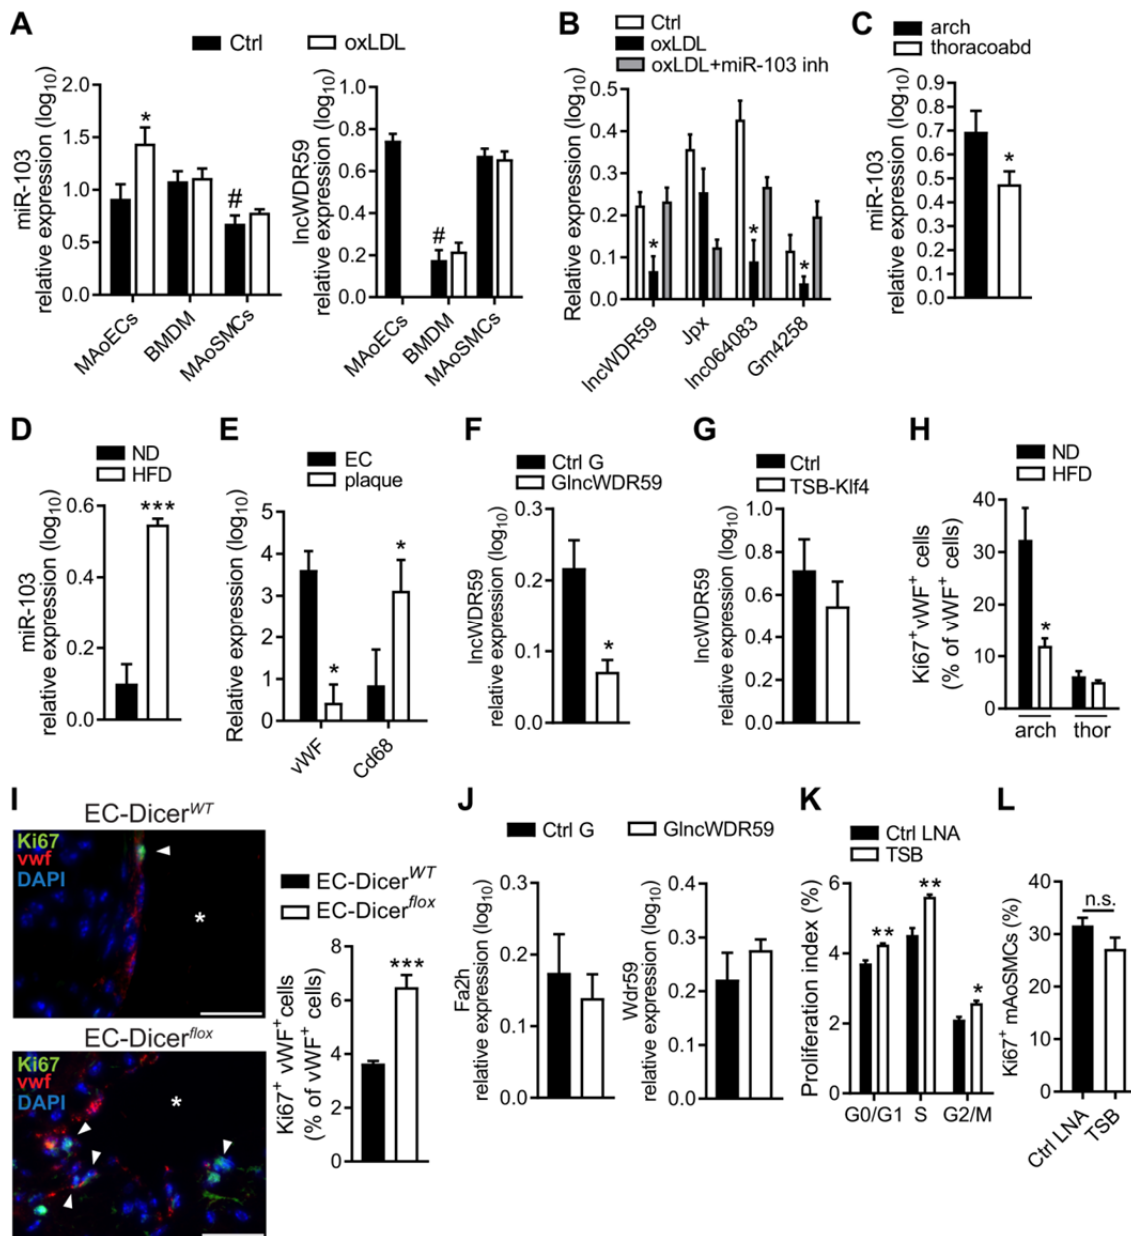 A
Ctrl
oxLDL
miR-103
relative expression (log10)
2.0
1.5
1.0
0.5
0.0
*
#
MAoECs
BMDM
MAoSMCs
lncWDR59
relative expression (log10)
1.0
0.8
0.6
0.4
0.2
0.0
#
MAoECs
BMDM
MAoSMCs
B
Ctrl
oxLDL
oxLDL+miR-103 inh
Relative expression (log10)
0.5
0.4
0.3
0.2
0.1
0.0
*
*
*
lncWDR59
Jpx
lnc064083
Gm4258
C
arch
thoracoabd
miR-103
relative expression (log10)
0.9
0.8
0.7
0.6
0.5
0.4
0.3
0.2
0.1
0.0
*
D
ND
HFD
miR-103
relative expression (log10)
0.6
0.4
0.2
0.0
***
E
EC
plaque
Relative expression (log10)
5
4
3
2
1
0
*
*
vWF
Cd68
F
Ctrl G
GlncWDR59
lncWDR59
relative expression (log10)
0.3
0.2
0.1
0.0
*
G
Ctrl
TSB-Klf4
lncWDR59
relative expression (log10)
1.0
0.8
0.6
0.4
0.2
0.0
H
ND
HFD
Ki67+vWF+ cells
(% of vWF+ cells)
40
30
20
10
0
*
arch
thor
I
EC-DicerWT
Ki67
vwf
DAPI
*
EC-Dicerflox
Ki67
vwf
DAPI
*
EC-DicerWT
EC-Dicerflox
Ki67+ vWF+cells
(% of vWF+ cells)
9
6
3
0
***
J
Ctrl G
GlncWDR59
Fa2h
relative expression (log10)
0.3
0.2
0.1
0.0
Wdr59
relative expression (log10)
0.4
0.3
0.2
0.1
0.0
K
Ctrl LNA
TSB
Proliferation index (%)
6
4
2
0
**
**
*
G0/G1
S
G2/M
L
Ki67+ mAoSMCs (%)
40
30
20
10
0
n.s.
Ctrl LNA
TSB